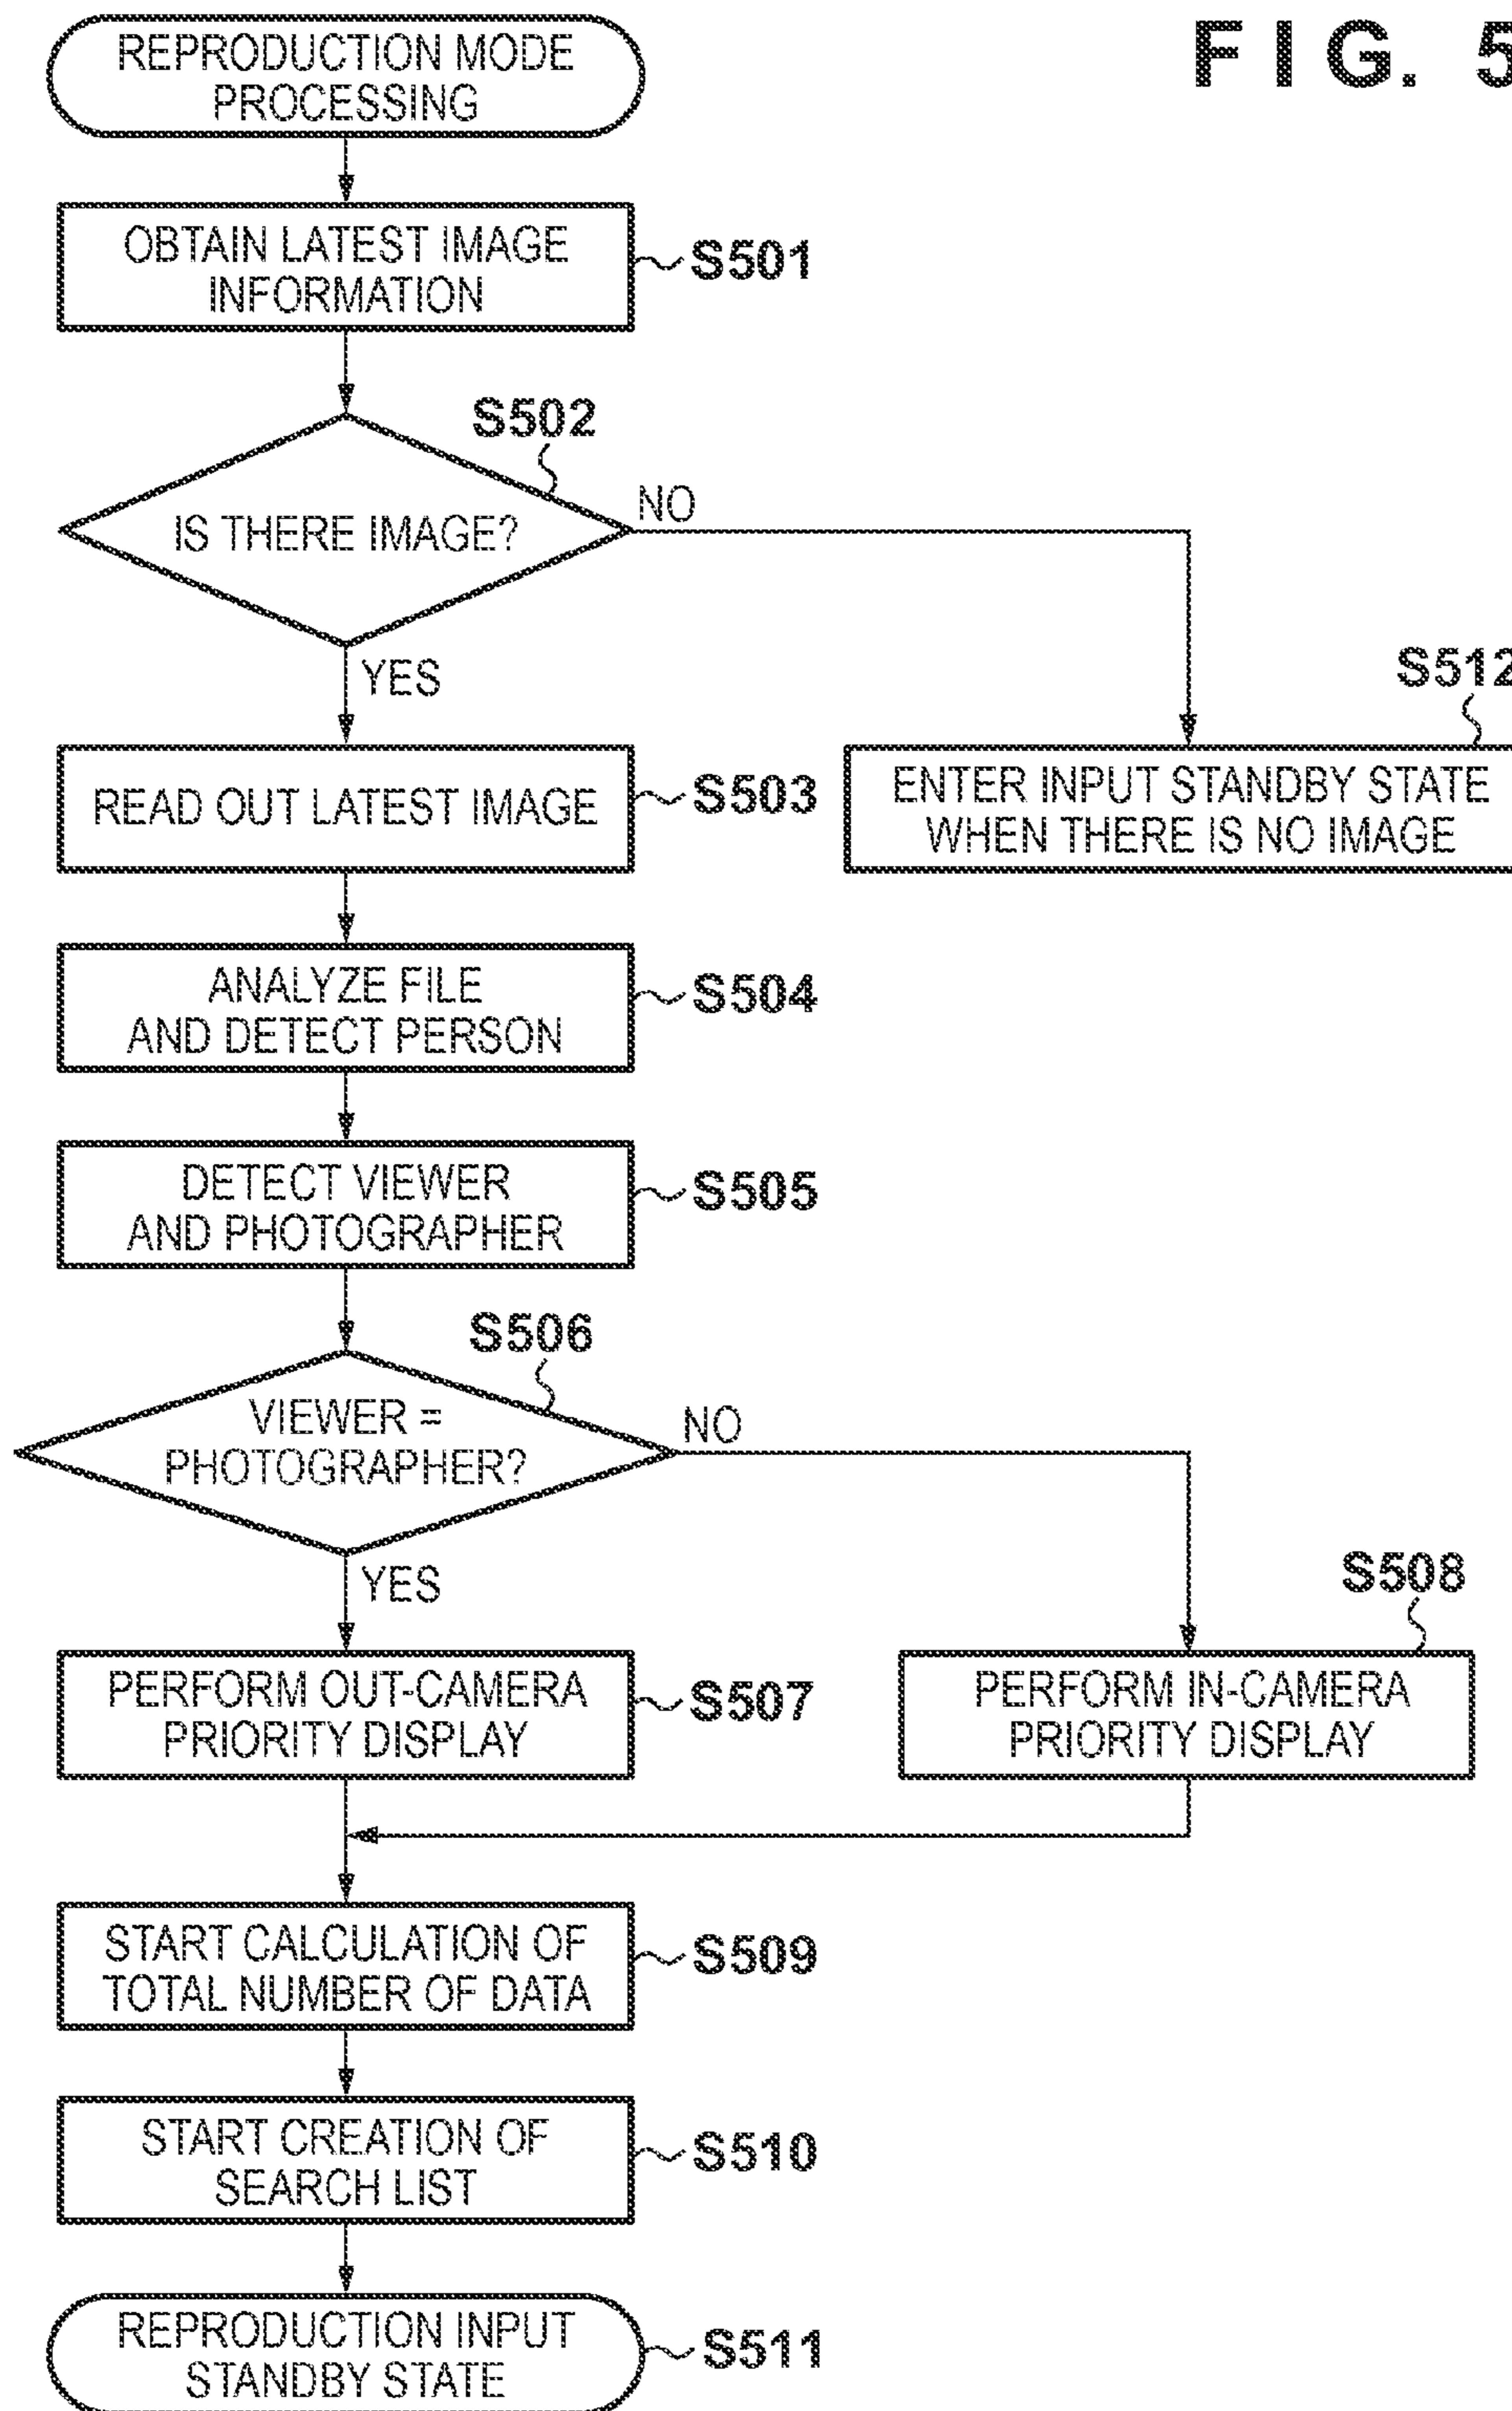 FIG. 5
REPRODUCTION MODE
PROCESSING
OBTAIN LATEST IMAGE
INFORMATION
S501
S502
IS THERE IMAGE?
NO
YES
S512
READ OUT LATEST IMAGE
S503
ENTER INPUT STANDBY STATE
WHEN THERE IS NO IMAGE
ANALYZE FILE
AND DETECT PERSON
S504
DETECT VIEWER
AND PHOTOGRAPHER
S505
S506
VIEWER =
PHOTOGRAPHER?
NO
YES
S508
PERFORM OUT-CAMERA
PRIORITY DISPLAY
S507
PERFORM IN-CAMERA
PRIORITY DISPLAY
START CALCULATION OF
TOTAL NUMBER OF DATA
S509
START CREATION OF
SEARCH LIST
S510
REPRODUCTION INPUT
STANDBY STATE
S511